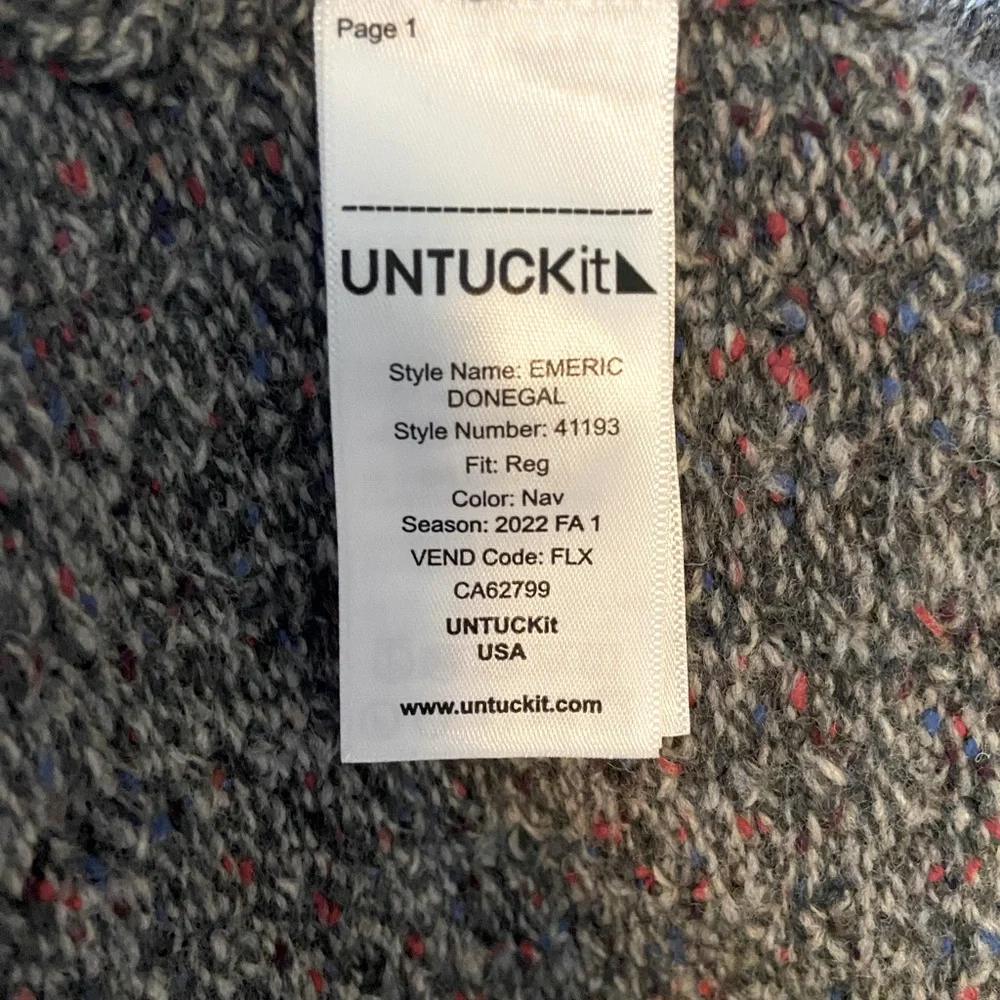 Page 1
UNTUCKit
Style Name: EMERIC
DONEGAL
Style Number: 41193
Fit: Reg
Color: Nav
Season: 2022 FA 1
VEND Code: FLX
CA62799
UNTUCKit
USA
www.untuckit.com